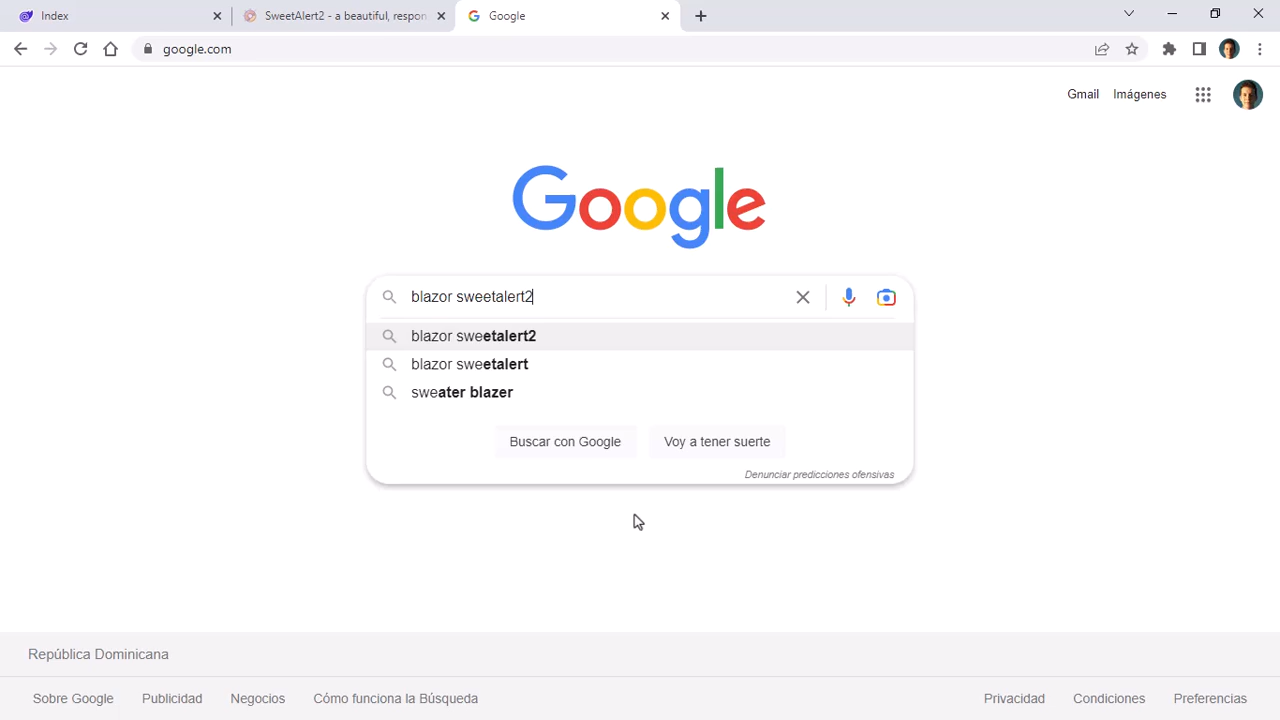 Index
SweetAlert2 - a beautiful, respon
Google
google.com
Gmail
Imágenes
Google
blazor sweetalert2
blazor sweetalert2
blazor sweetalert
sweater blazer
Buscar con Google
Voy a tener suerte
Denunciar predicciones ofensivas
República Dominicana
Sobre Google
Publicidad
Negocios
Cómo funciona la Búsqueda
Privacidad
Condiciones
Preferencias